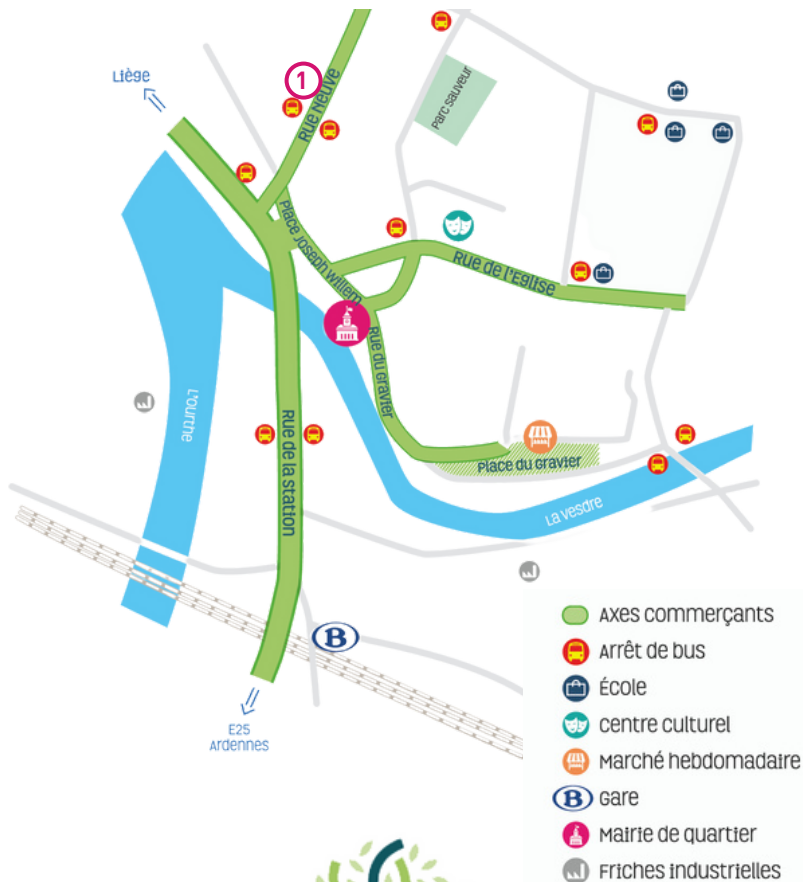 Liège
1
Rue Neuve
Parc sauveur
Place Joseph Willem
Rue de l'Eglise
Rue du Gravier
L'ourthe
Rue de la station
Place du Gravier
La vesdre
B
E25
Ardennes
Axes commerçants
Arrêt de bus
École
centre culturel
Marché hebdomadaire
B Gare
Mairie de quartier
Friches industrielles